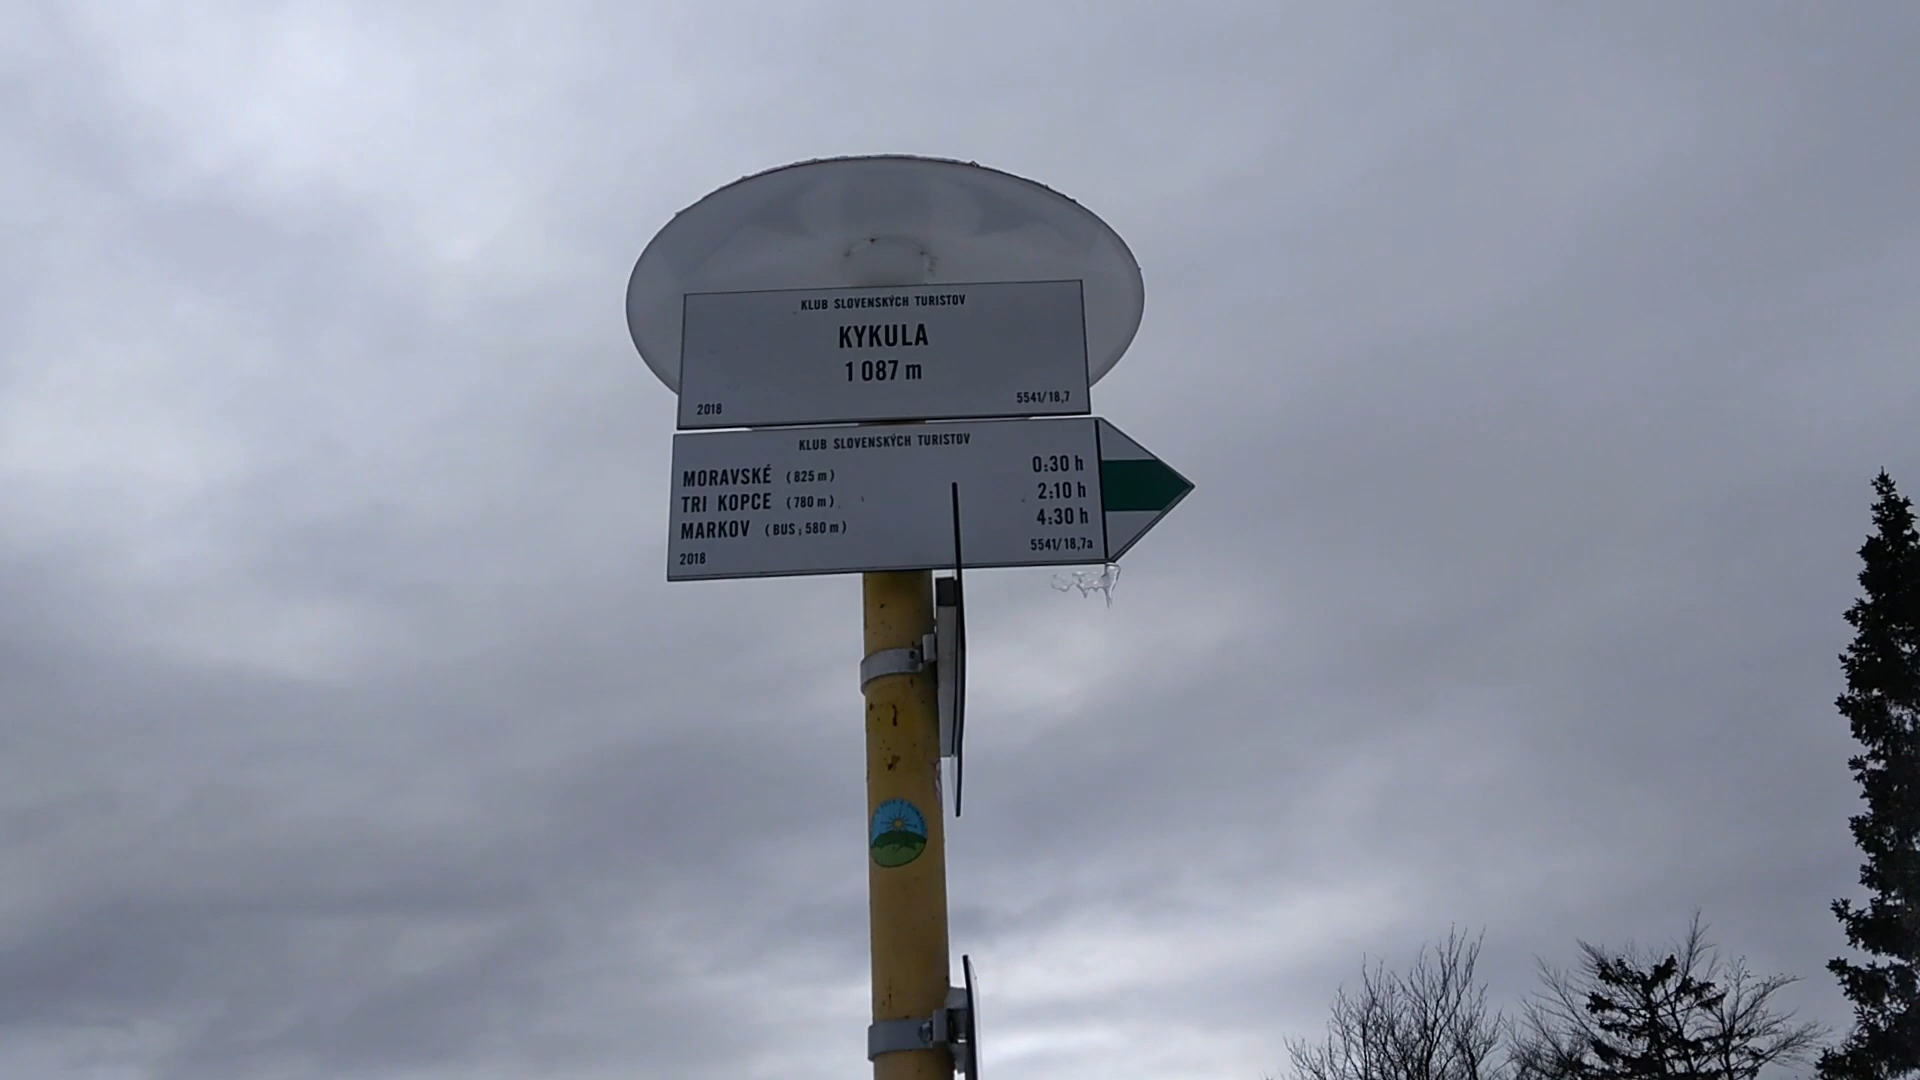 KLUB SLOVENSKÝCH TURISTOV
KYKULA
1 087 m
2018 5541/18,7
KLUB SLOVENSKÝCH TURISTOV
MORAVSKÉ (825 m) 0:30 h
TRI KOPCE (780 m) 2:10 h
MARKOV (BUS; 580 m) 4:30 h
2018 5541/18,7a